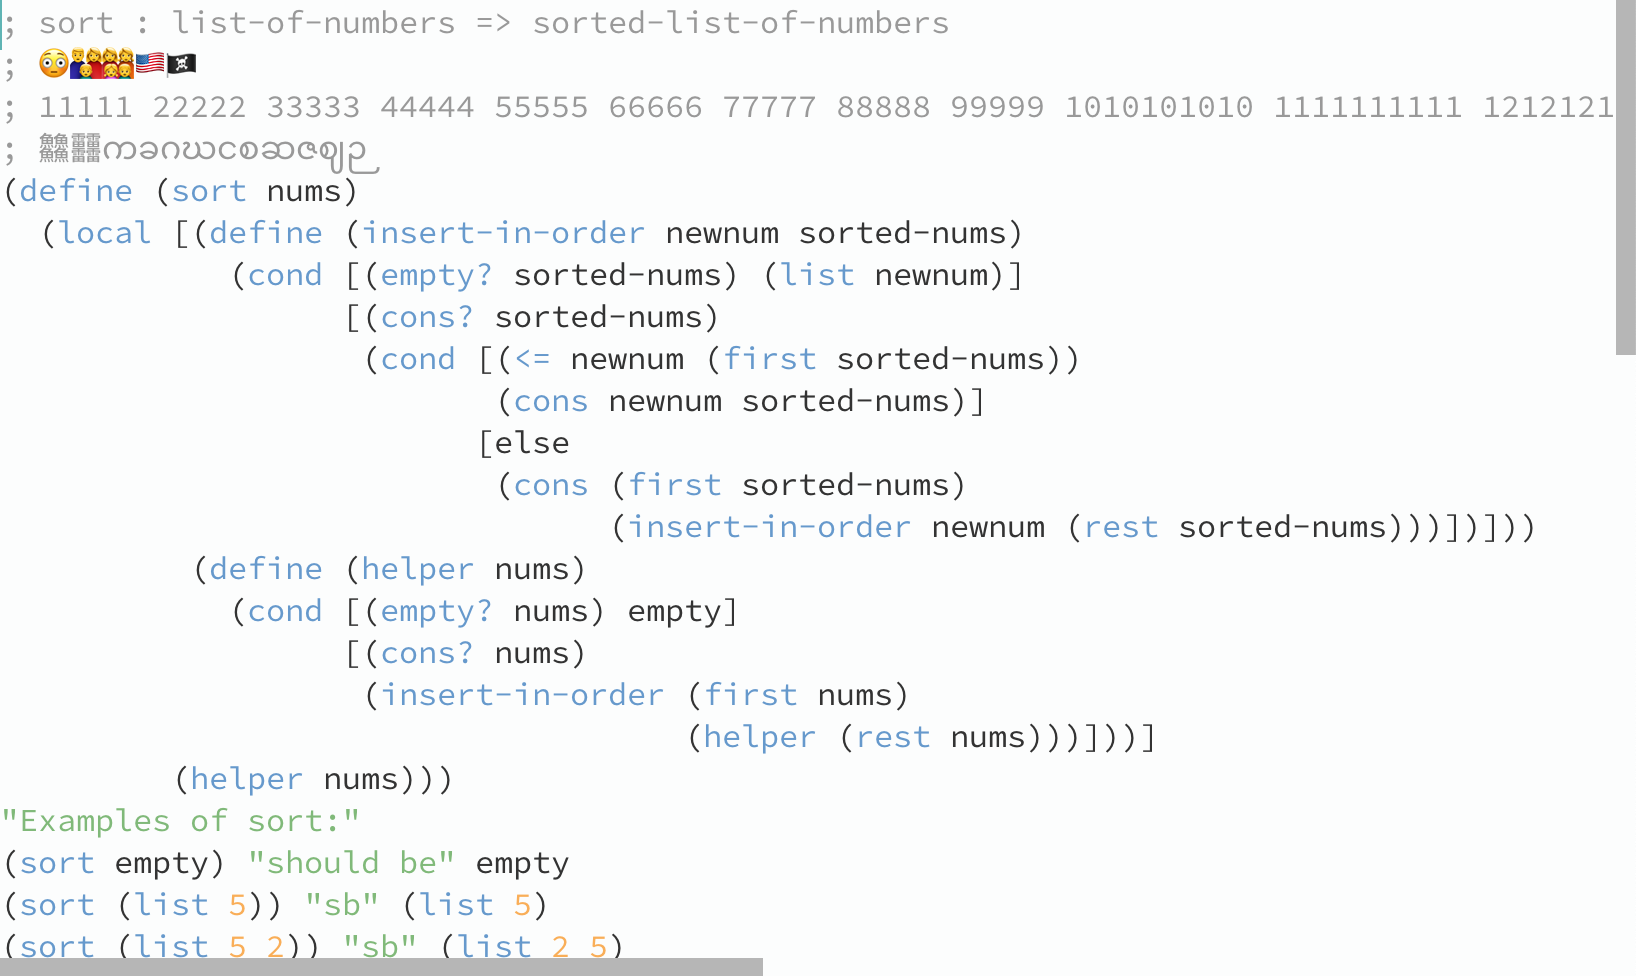 ; sort : list-of-numbers => sorted-list-of-numbers
; 😳👨‍👩‍👧‍👦🇺🇸🏴‍☠️
; 11111 22222 33333 44444 55555 66666 77777 88888 99999 1010101010 1111111111 1212121
; 𩙡𪚥ကခဂဃငစဆဇဈဉ
(define (sort nums)
  (local [(define (insert-in-order newnum sorted-nums)
            (cond [(empty? sorted-nums) (list newnum)]
                  [(cons? sorted-nums)
                   (cond [(<= newnum (first sorted-nums))
                          (cons newnum sorted-nums)]
                         [else
                          (cons (first sorted-nums)
                                (insert-in-order newnum (rest sorted-nums)))])]))
          (define (helper nums)
            (cond [(empty? nums) empty]
                  [(cons? nums)
                   (insert-in-order (first nums)
                                    (helper (rest nums)))]))]
         (helper nums)))
"Examples of sort:"
(sort empty) "should be" empty
(sort (list 5)) "sb" (list 5)
(sort (list 5 2)) "sb" (list 2 5)